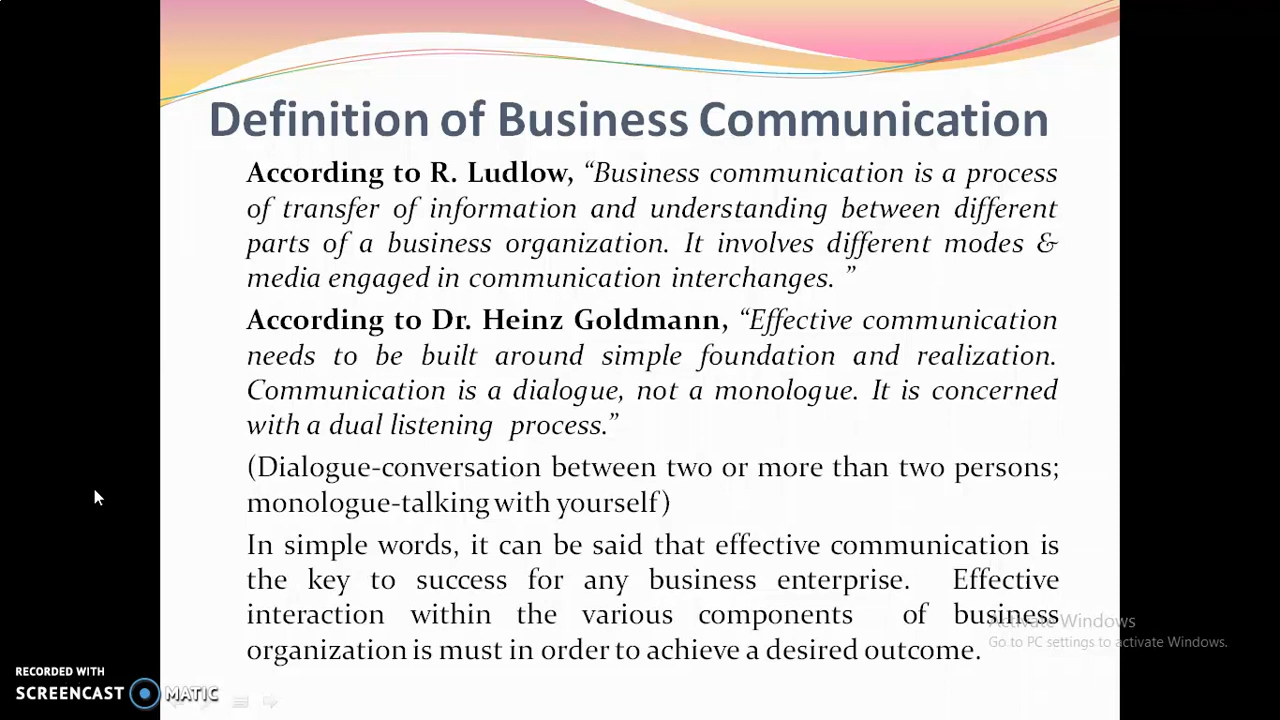 Definition of Business Communication
According to R. Ludlow, “Business communication is a process
of transfer of information and understanding between different
parts of a business organization. It involves different modes &
media engaged in communication interchanges. ”
According to Dr. Heinz Goldmann, “Effective communication
needs to be built around simple foundation and realization.
Communication is a dialogue, not a monologue. It is concerned
with a dual listening process.”
(Dialogue-conversation between two or more than two persons;
monologue-talking with yourself)
In simple words, it can be said that effective communication is
the key to success for any business enterprise. Effective
interaction within the various components of business
organization is must in order to achieve a desired outcome.
Activate Windows
Go to PC settings to activate Windows.
RECORDED WITH
SCREENCAST MATIC